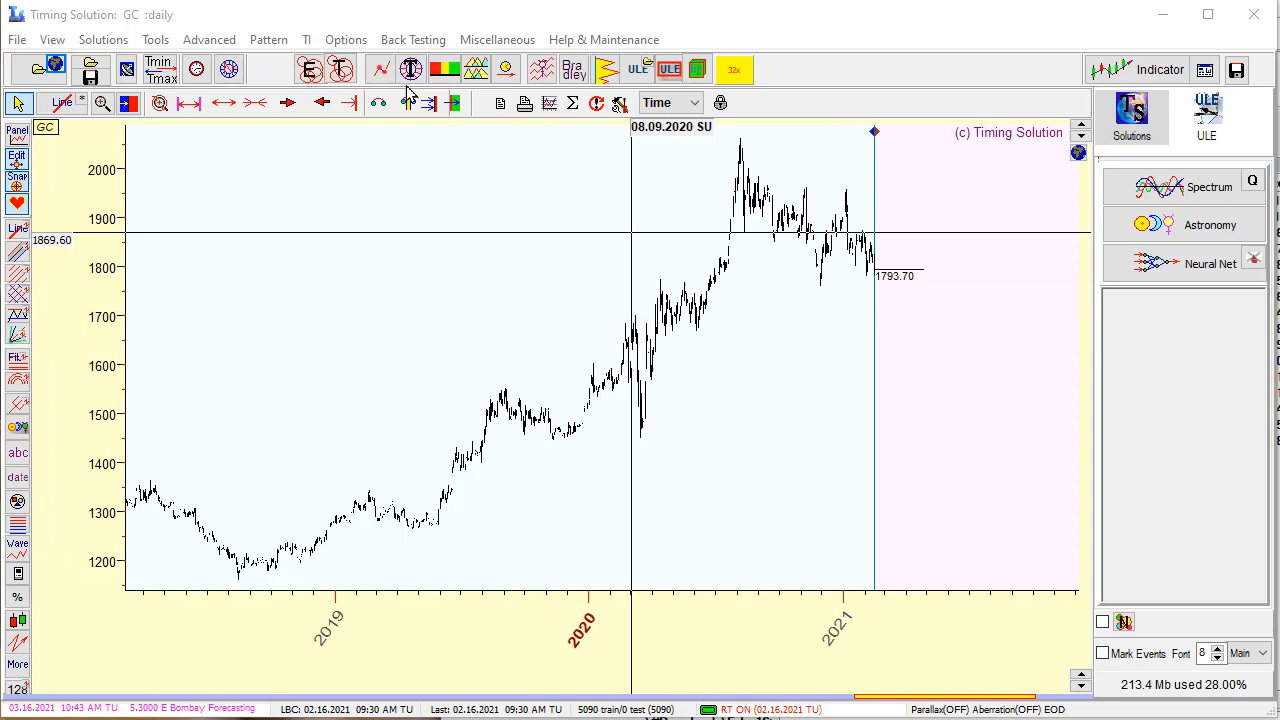 Timing Solution: GC :daily
File View Solutions Tools Advanced Pattern TI Options Back Testing Miscellaneous Help & Maintenance
Tmin
Tmax
E T T
Bra
dley
ULE ULE
32x
Indicator
Line
Time
GC
08.09.2020 SU
(c) Timing Solution
Solutions
ULE
Spectrum Q
Astronomy
Neural Net
Panel
Edit
Snap
Line
Fit..
abc
date
Wave
%
More
128
2000
1900
1869.60
1800
1793.70
1700
1600
1500
1400
1300
1200
2019
2020
2021
Mark Events Font 8 Main
213.4 Mb used 28.00%
03.16.2021 10:43 AM TU 5.3000 E Bombay Forecasting LBC: 02.16.2021 09:30 AM TU Last: 02.16.2021 09:30 AM TU 5090 train/0 test (5090) RT ON (02.16.2021 TU) Parallax(OFF) Aberration(OFF) EOD